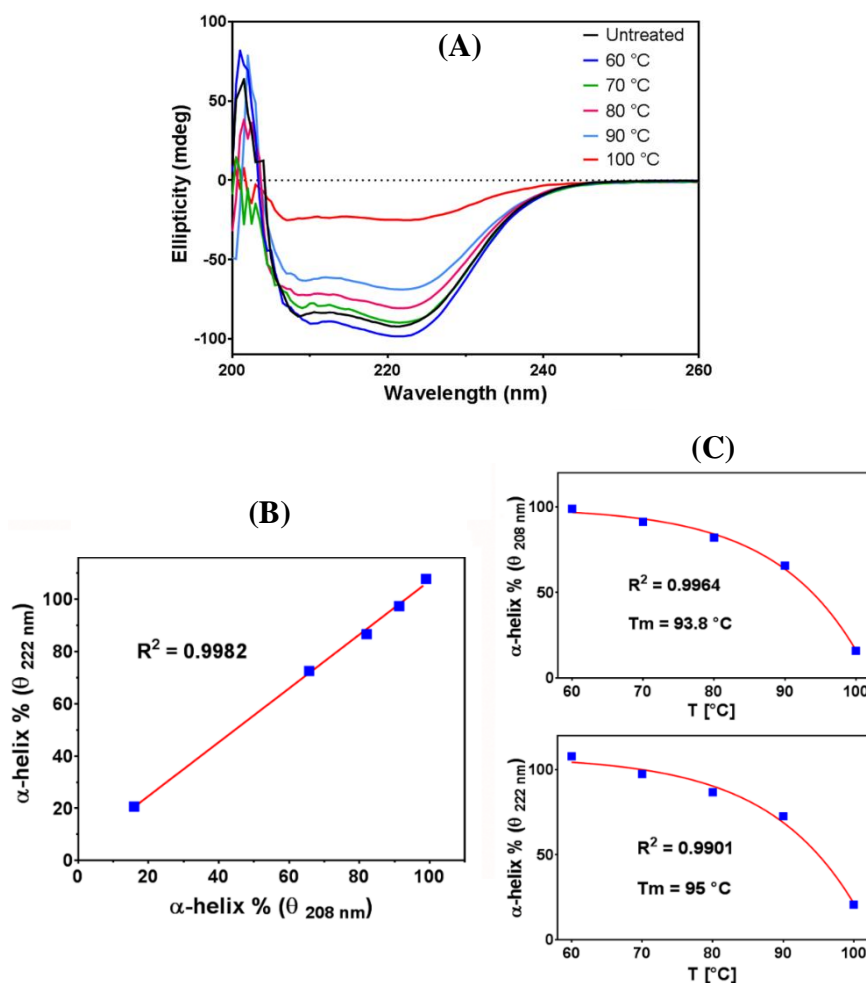 (A)
Untreated
60 °C
70 °C
80 °C
90 °C
100 °C
100
50
0
-50
-100
Ellipticity (mdeg)
200 220 240 260
Wavelength (nm)
(B)
100
80
60
40
20
0
α-helix % (θ 222 nm)
R² = 0.9982
0 20 40 60 80 100
α-helix % (θ 208 nm)
(C)
100
50
0
α-helix % (θ 208 nm)
R² = 0.9964
Tm = 93.8 °C
60 70 80 90 100
T [°C]
100
50
0
α-helix % (θ 222 nm)
R² = 0.9901
Tm = 95 °C
60 70 80 90 100
T [°C]